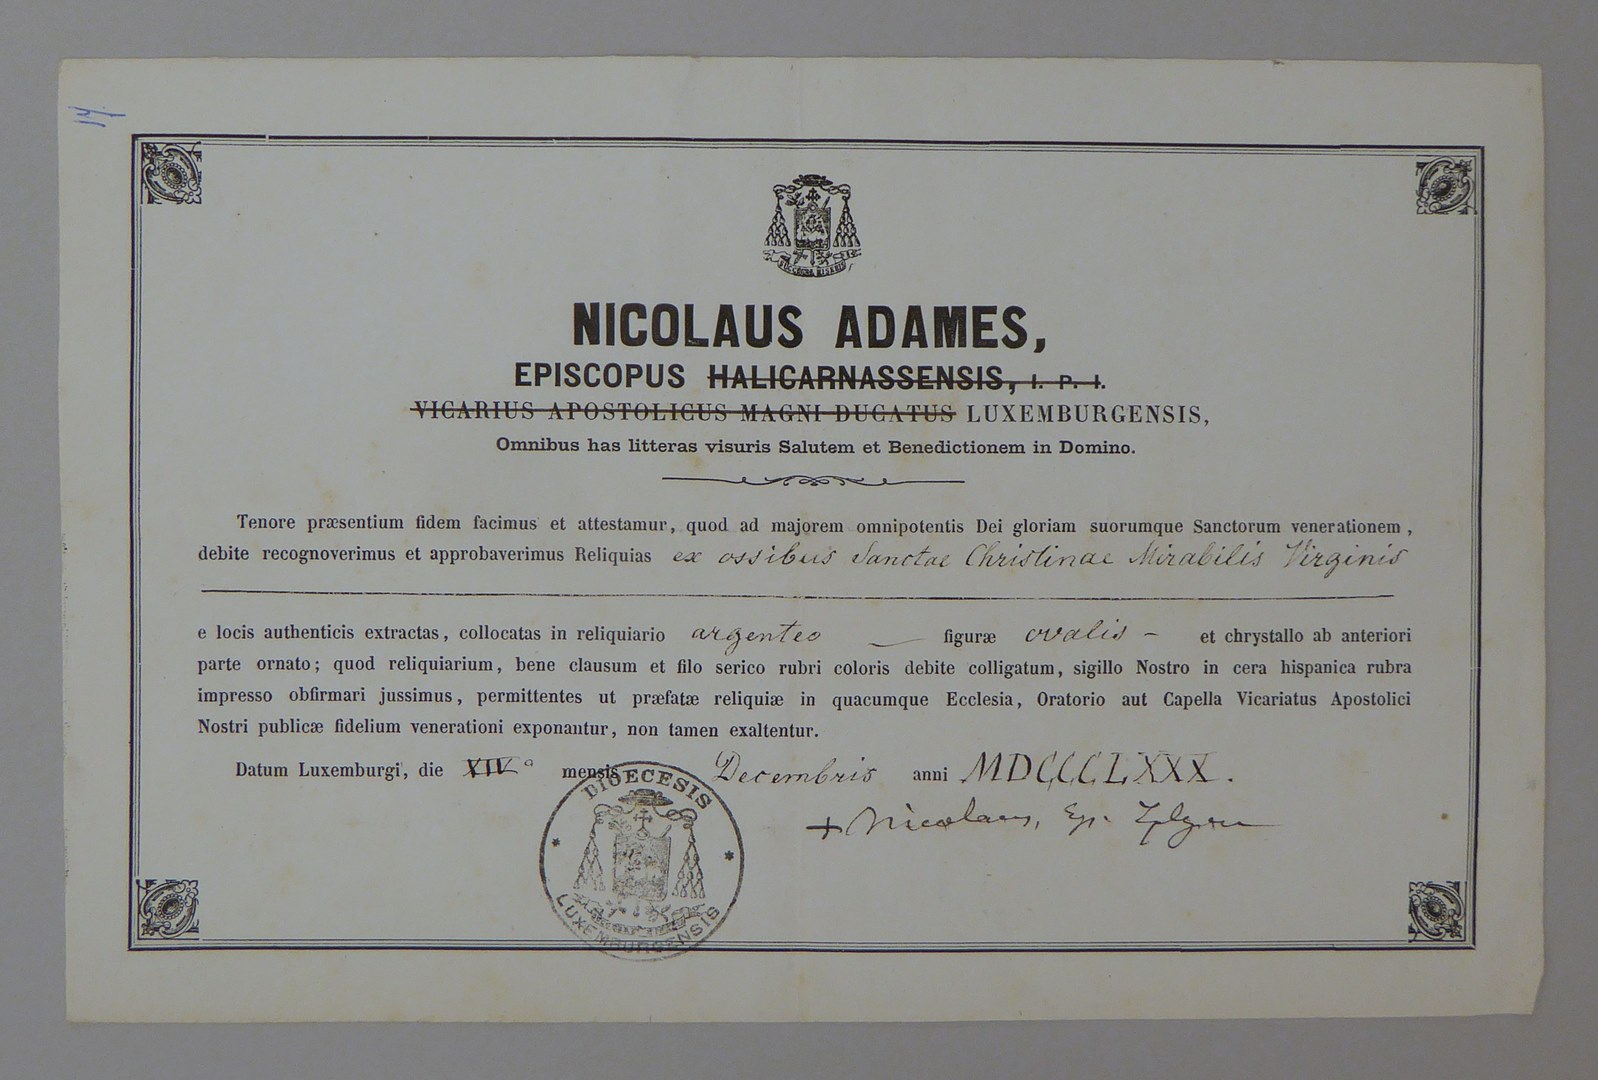 NICOLAUS ADAMES,
EPISCOPUS HALICARNASSENSIS, I. P. I.
VICARIUS APOSTOLICUS MAGNI DUCATUS LUXEMBURGENSIS,
Omnibus has litteras visuris Salutem et Benedictionem in Domino.
Tenore præsentium fidem facimus et attestamur, quod ad majorem omnipotentis Dei gloriam suorumque Sanctorum venerationem,
debite recognoverimus et approbaverimus Reliquias ex ossibus Sanctae Christinae Mirabilis Virginis
e locis authenticis extractas, collocatas in reliquiario argenteo figuræ ovalis – et chrystallo ab anteriori
parte ornato; quod reliquiarium, bene clausum et filo serico rubri coloris debite colligatum, sigillo Nostro in cera hispanica rubra
impresso obfirmari jussimus, permittentes ut præfatæ reliquiæ in quacumque Ecclesia, Oratorio aut Capella Vicariatus Apostolici
Nostri publicæ fidelium venerationi exponantur, non tamen exaltentur.
Datum Luxemburgi, die XIVª mensis Decembris anni MDCCCLXXX.
+ Nicolaus, Ep.
DIOECESIS
LUXEMBURGENSIS